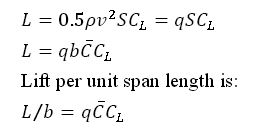 L = 0.5ρv²SC_L = qSC_L
L = qbC̄C_L
Lift per unit span length is:
L/b = qC̄C_L